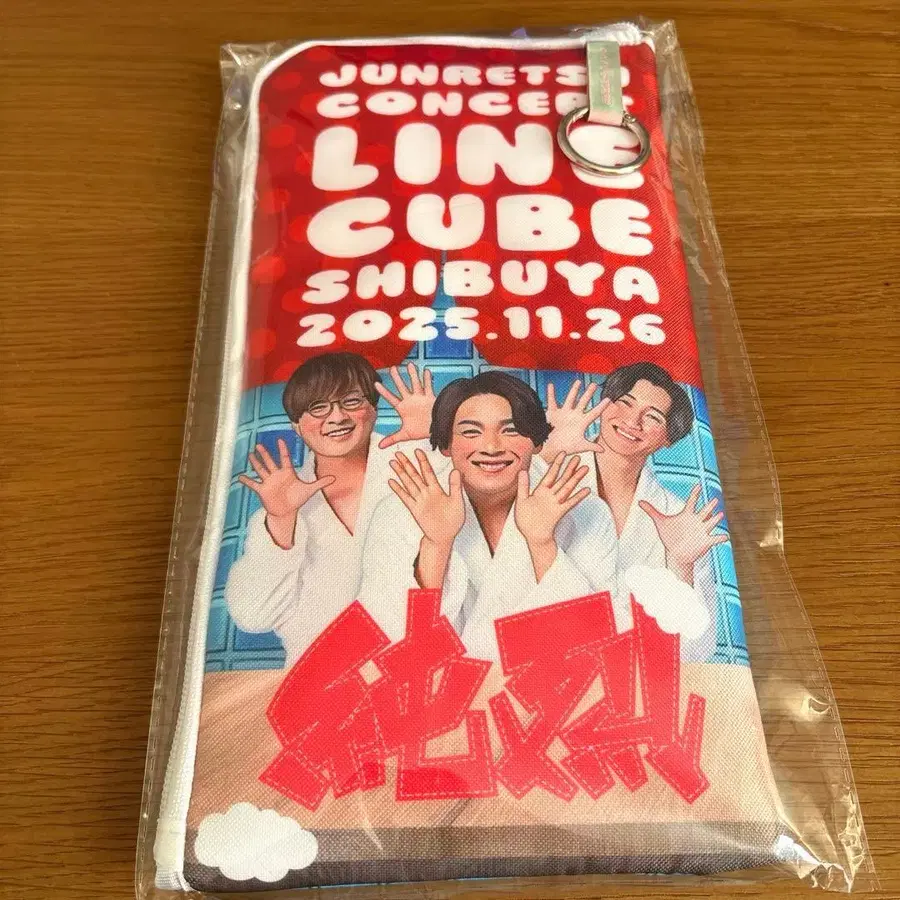 JUNRETSU
CONCERT
LINE
CUBE
SHIBUYA
2025.11.26
純烈